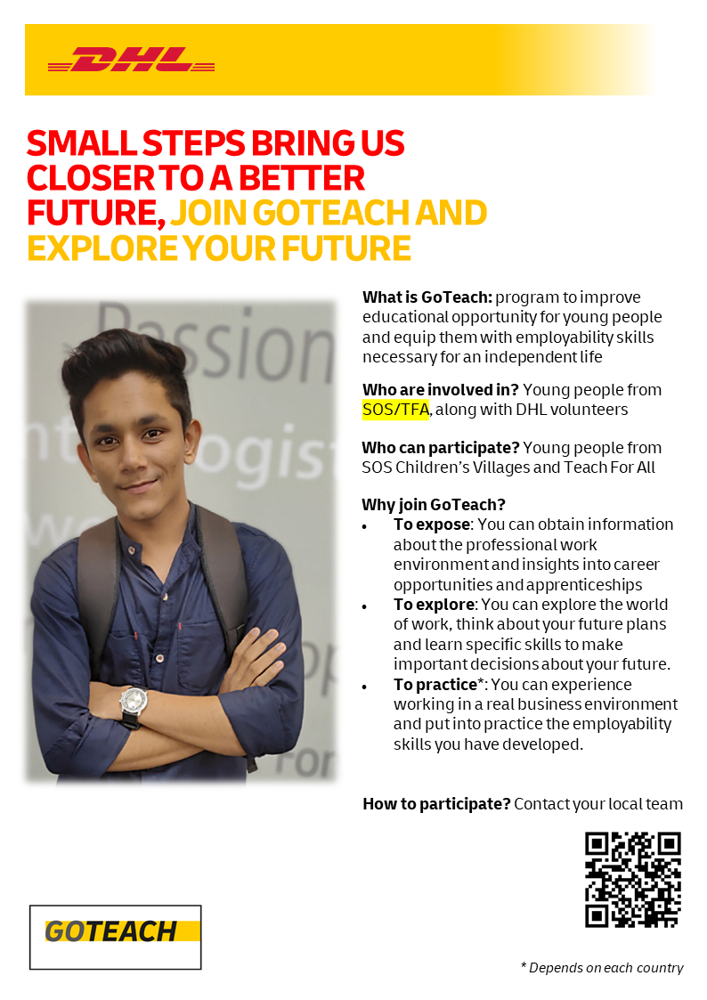 DHL
SMALL STEPS BRING US
CLOSER TO A BETTER
FUTURE, JOIN GOTEACH AND
EXPLORE YOUR FUTURE
What is GoTeach: program to improve
educational opportunity for young people
and equip them with employability skills
necessary for an independent life
Who are involved in? Young people from
SOS/TFA, along with DHL volunteers
Who can participate? Young people from
SOS Children's Villages and Teach For All
Why join GoTeach?
• To expose: You can obtain information
about the professional work
environment and insights into career
opportunities and apprenticeships
• To explore: You can explore the world
of work, think about your future plans
and learn specific skills to make
important decisions about your future.
• To practice*: You can experience
working in a real business environment
and put into practice the employability
skills you have developed.
How to participate? Contact your local team
Passion
ogist
For
GOTEACH
* Depends on each country